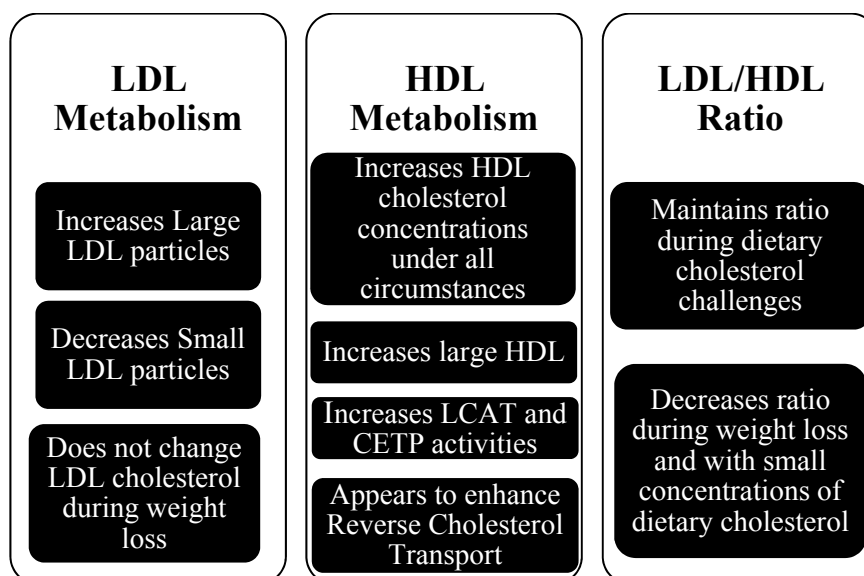 LDL
Metabolism
Increases Large
LDL particles
Decreases Small
LDL particles
Does not change
LDL cholesterol
during weight
loss
HDL
Metabolism
Increases HDL
cholesterol
concentrations
under all
circumstances
Increases large HDL
Increases LCAT and
CETP activities
Appears to enhance
Reverse Cholesterol
Transport
LDL/HDL
Ratio
Maintains ratio
during dietary
cholesterol
challenges
Decreases ratio
during weight loss
and with small
concentrations of
dietary cholesterol